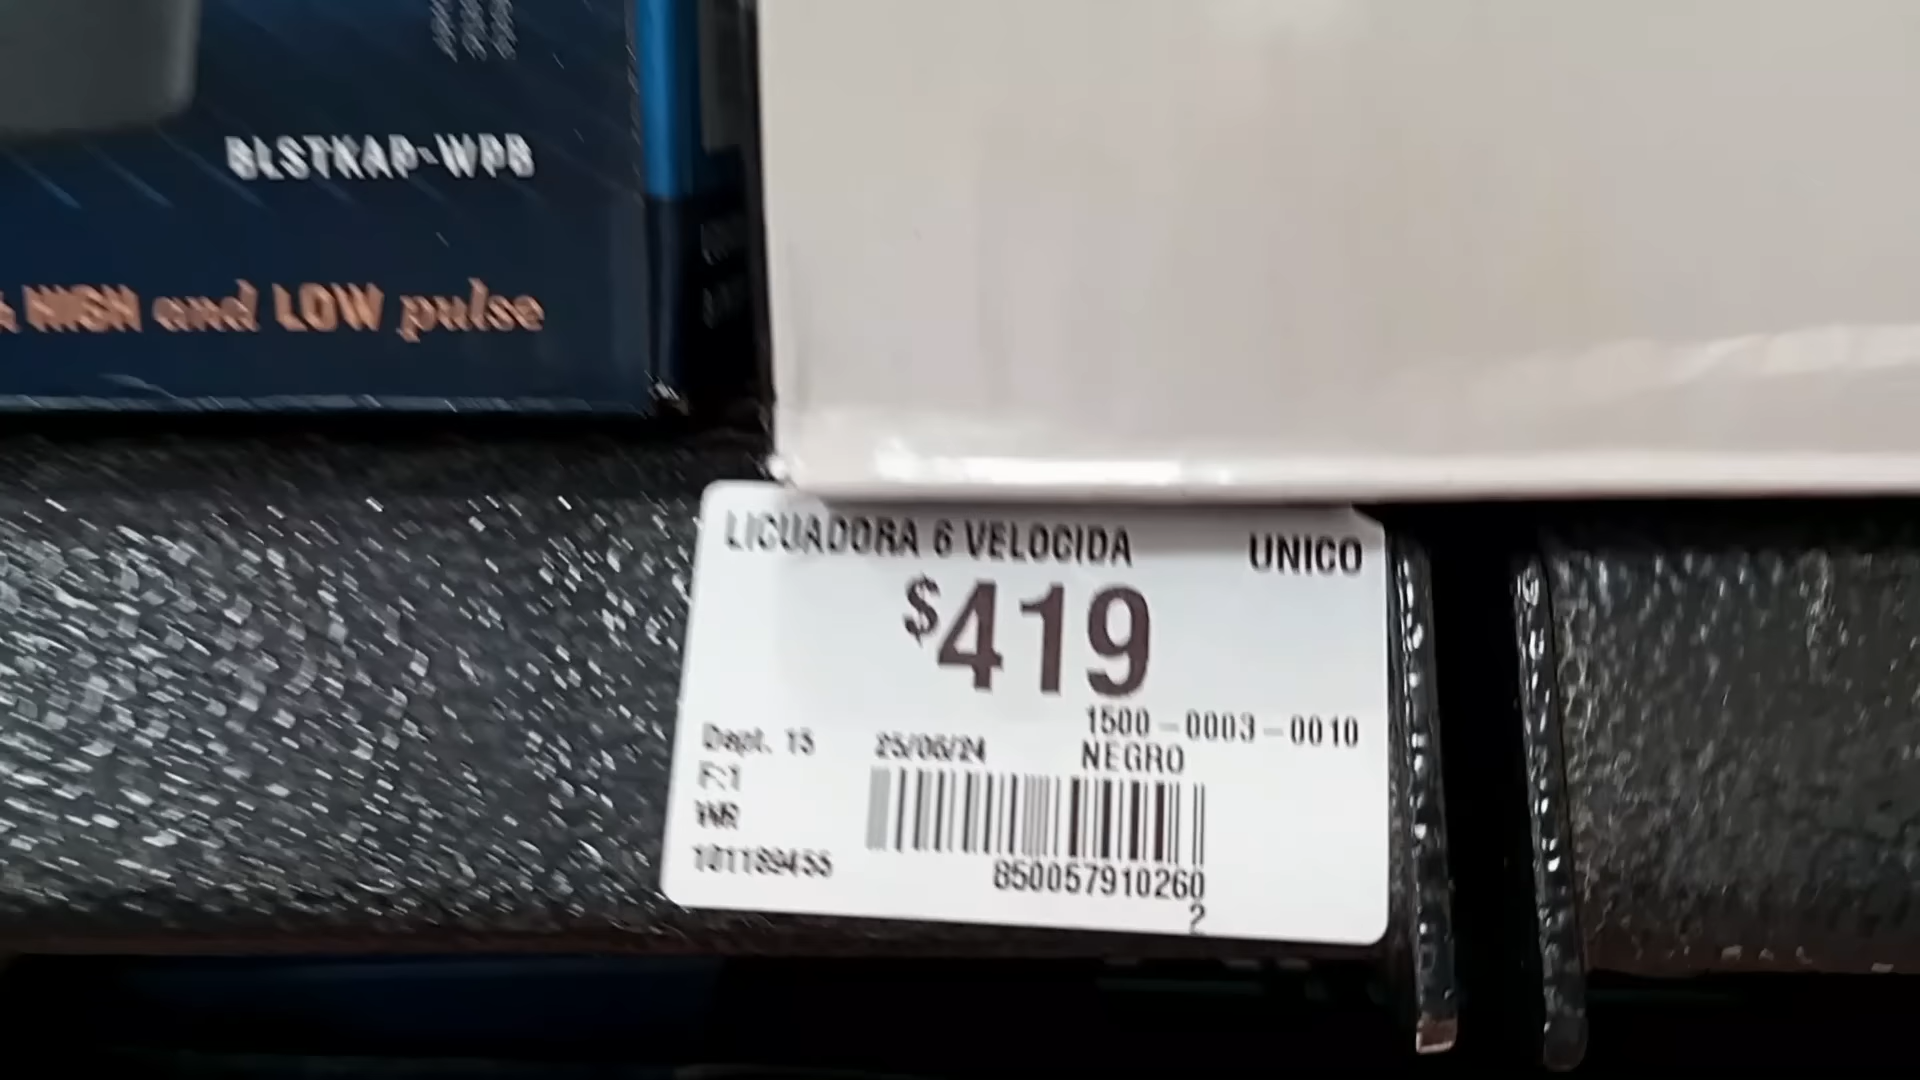 BLSTKAP-WPB
HIGH and LOW pulse
LICUADORA 6 VELOCIDA UNICO
$419
1500-0003-0010
Dept. 15 25/06/24 NEGRO
F:1
WR
101189455
850057910260
2